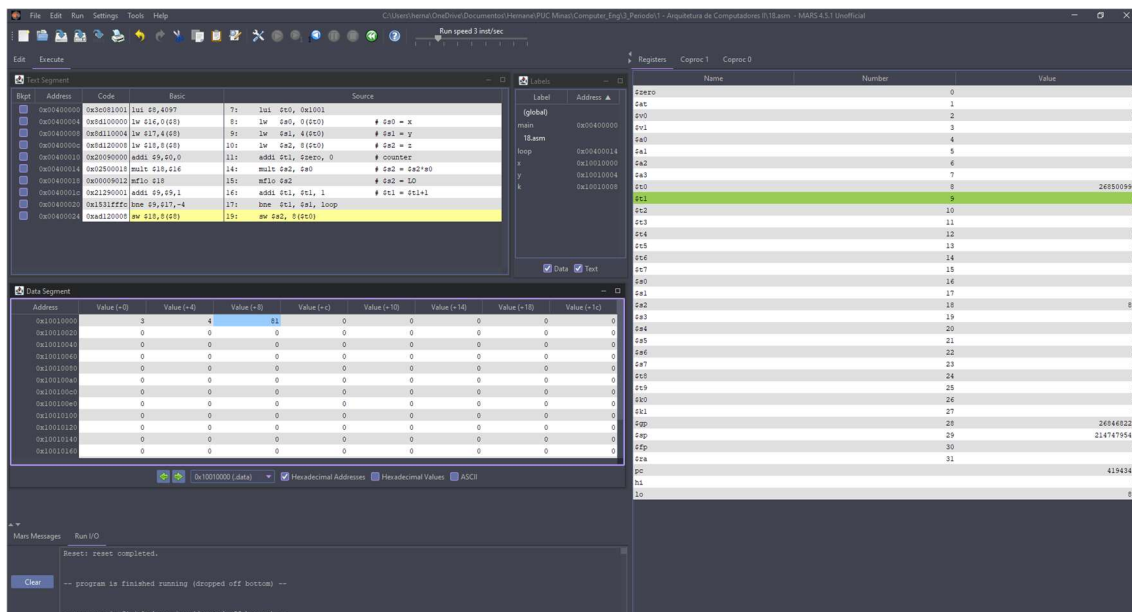 File Edit Run Settings Tools Help
C:\Users\herna\OneDrive\Documentos\Hernane\PUC Minas\Computer_Eng\3_Periodo\1 - Arquitetura de Computadores II\18.asm - MARS 4.5.1 Unofficial
Run speed 3 inst/sec
Edit Execute
Registers Coproc 1 Coproc 0
Text Segment
Bkpt Address Code Basic Source
0x00400000 0x3c081001 lui $8,4097 7: lui $t0, 0x1001
0x00400004 0x8d100000 lw $16,0($8) 8: lw $s0, 0($t0) # $s0 = x
0x00400008 0x8d110004 lw $17,4($8) 9: lw $s1, 4($t0) # $s1 = y
0x0040000c 0x8d120008 lw $18,8($8) 10: lw $s2, 8($t0) # $s2 = z
0x00400010 0x20090000 addi $9,$0,0 11: addi $t1, $zero, 0 # counter
0x00400014 0x02500018 mult $18,$16 14: mult $s2, $s0 # $s2 = $s2*s0
0x00400018 0x00009012 mflo $18 15: mflo $s2 # $s2 = LO
0x0040001c 0x21290001 addi $9,$9,1 16: addi $t1, $t1, 1 # $t1 = $t1+1
0x00400020 0x1531fffc bne $9,$17,-4 17: bne $t1, $s1, loop
0x00400024 0xad120008 sw $18,8($8) 19: sw $s2, 8($t0)
Labels
Label Address ▲
(global)
main 0x00400000
18.asm
loop 0x00400014
x 0x10010000
y 0x10010004
k 0x10010008
Data Text
Data Segment
Address Value (+0) Value (+4) Value (+8) Value (+c) Value (+10) Value (+14) Value (+18) Value (+1c)
0x10010000 3 4 81 0 0 0 0 0
0x10010020 0 0 0 0 0 0 0 0
0x10010040 0 0 0 0 0 0 0 0
0x10010060 0 0 0 0 0 0 0 0
0x10010080 0 0 0 0 0 0 0 0
0x100100a0 0 0 0 0 0 0 0 0
0x100100c0 0 0 0 0 0 0 0 0
0x100100e0 0 0 0 0 0 0 0 0
0x10010100 0 0 0 0 0 0 0 0
0x10010120 0 0 0 0 0 0 0 0
0x10010140 0 0 0 0 0 0 0 0
0x10010160 0 0 0 0 0 0 0 0
0x10010000 (.data) Hexadecimal Addresses Hexadecimal Values ASCII
Mars Messages Run I/O
Reset: reset completed.
Clear
-- program is finished running (dropped off bottom) --
Name Number Value
$zero 0
$at 1
$v0 2
$v1 3
$a0 4
$a1 5
$a2 6
$a3 7
$t0 8 26850099
$t1 9
$t2 10
$t3 11
$t4 12
$t5 13
$t6 14
$t7 15
$s0 16
$s1 17
$s2 18 8
$s3 19
$s4 20
$s5 21
$s6 22
$s7 23
$t8 24
$t9 25
$k0 26
$k1 27
$gp 28 26846822
$sp 29 214747954
$fp 30
$ra 31
pc 419434
hi
lo 8